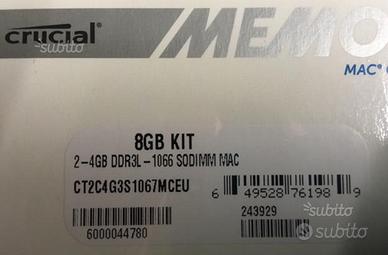 crucial
MEMO
subito
MAC®
8GB KIT
2-4GB DDR3L-1066 SODIMM MAC
CT2C4G3S1067MCEU
6 49528 76198 9
243929
6000044780
subito
subito